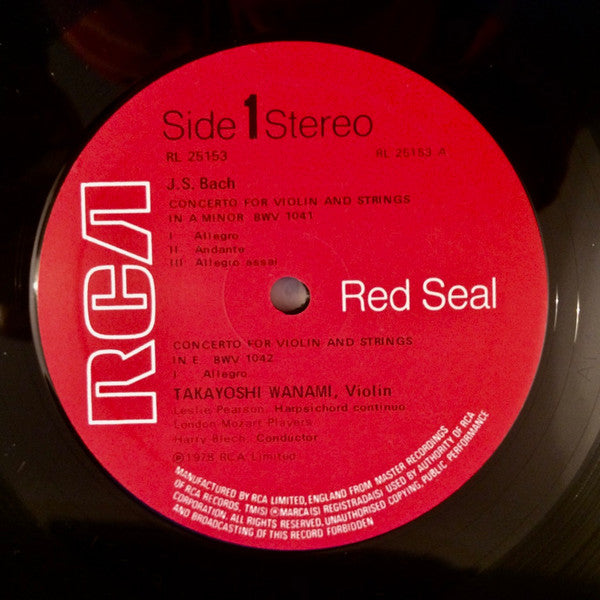 Side 1 Stereo
RL 25153
RL 25153 A
J.S. Bach
CONCERTO FOR VIOLIN AND STRINGS
IN A MINOR BWV 1041
I Allegro
II Andante
III Allegro assai
RCA
Red Seal
CONCERTO FOR VIOLIN AND STRINGS
IN E BWV 1042
I Allegro
TAKAYOSHI WANAMI, Violin
Leslie Pearson, Harpsichord continuo
London Mozart Players
Harry Blech, Conductor
Ⓟ1978 RCA Limited
MANUFACTURED BY RCA LIMITED, ENGLAND FROM MASTER RECORDINGS
OF RCA RECORDS, TM(S) ® MARCA(S) REGISTRADA(S) USED BY AUTHORITY OF RCA
CORPORATION. ALL RIGHTS RESERVED. UNAUTHORISED COPYING, PUBLIC PERFORMANCE
AND BROADCASTING OF THIS RECORD FORBIDDEN